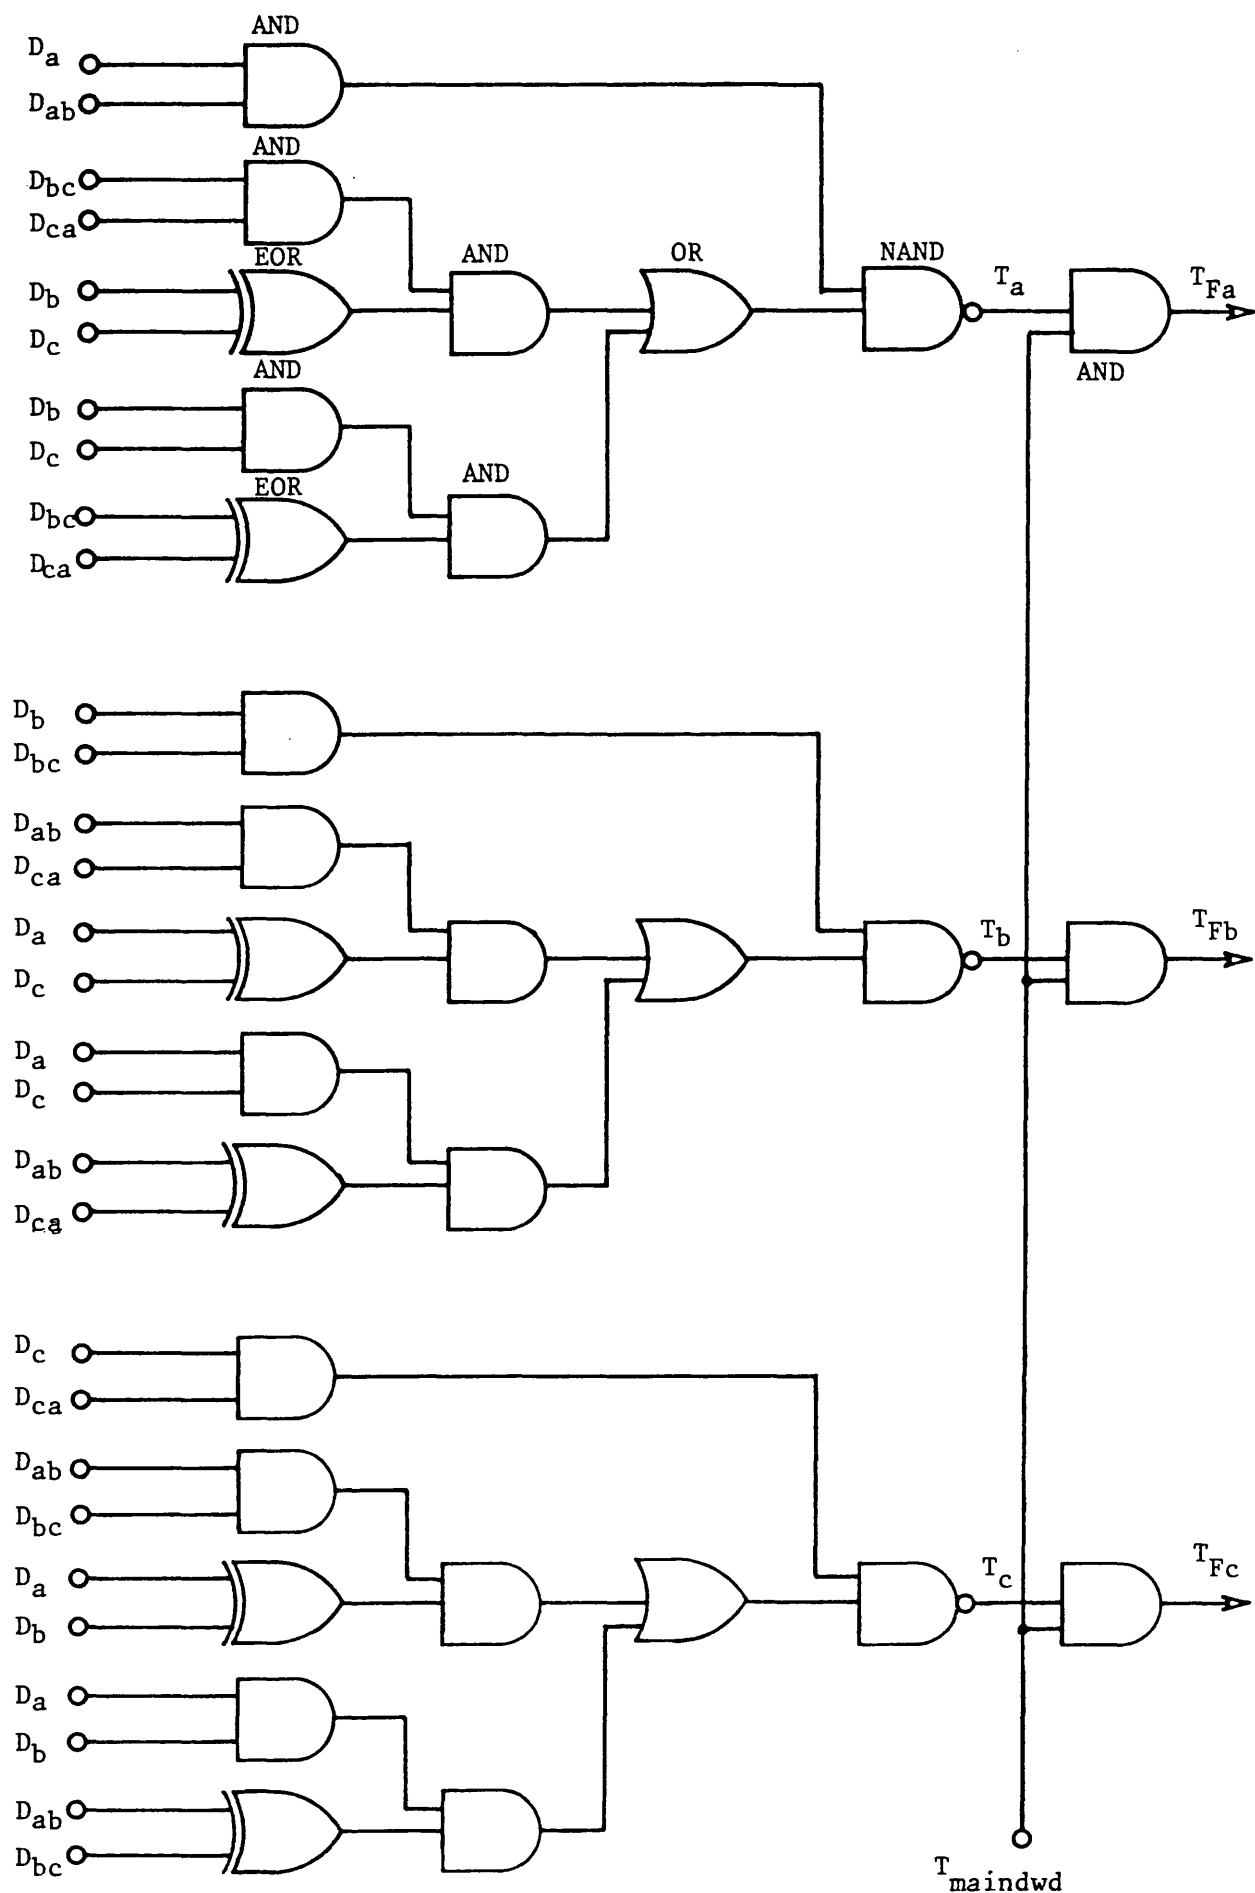 AND
Da
Dab
AND
Dbc
Dca
EOR
AND
OR
NAND
Db
Ta
TFa
Dc
AND
AND
Db
Dc
AND
EOR
Dbc
Dca
Db
Dbc
Dab
Dca
Da
Tb
TFb
Dc
Da
Dc
Dab
Dca
Dc
Dca
Dab
Dbc
Da
Tc
TFc
Db
Da
Db
Dab
Dbc
Tmaindwd